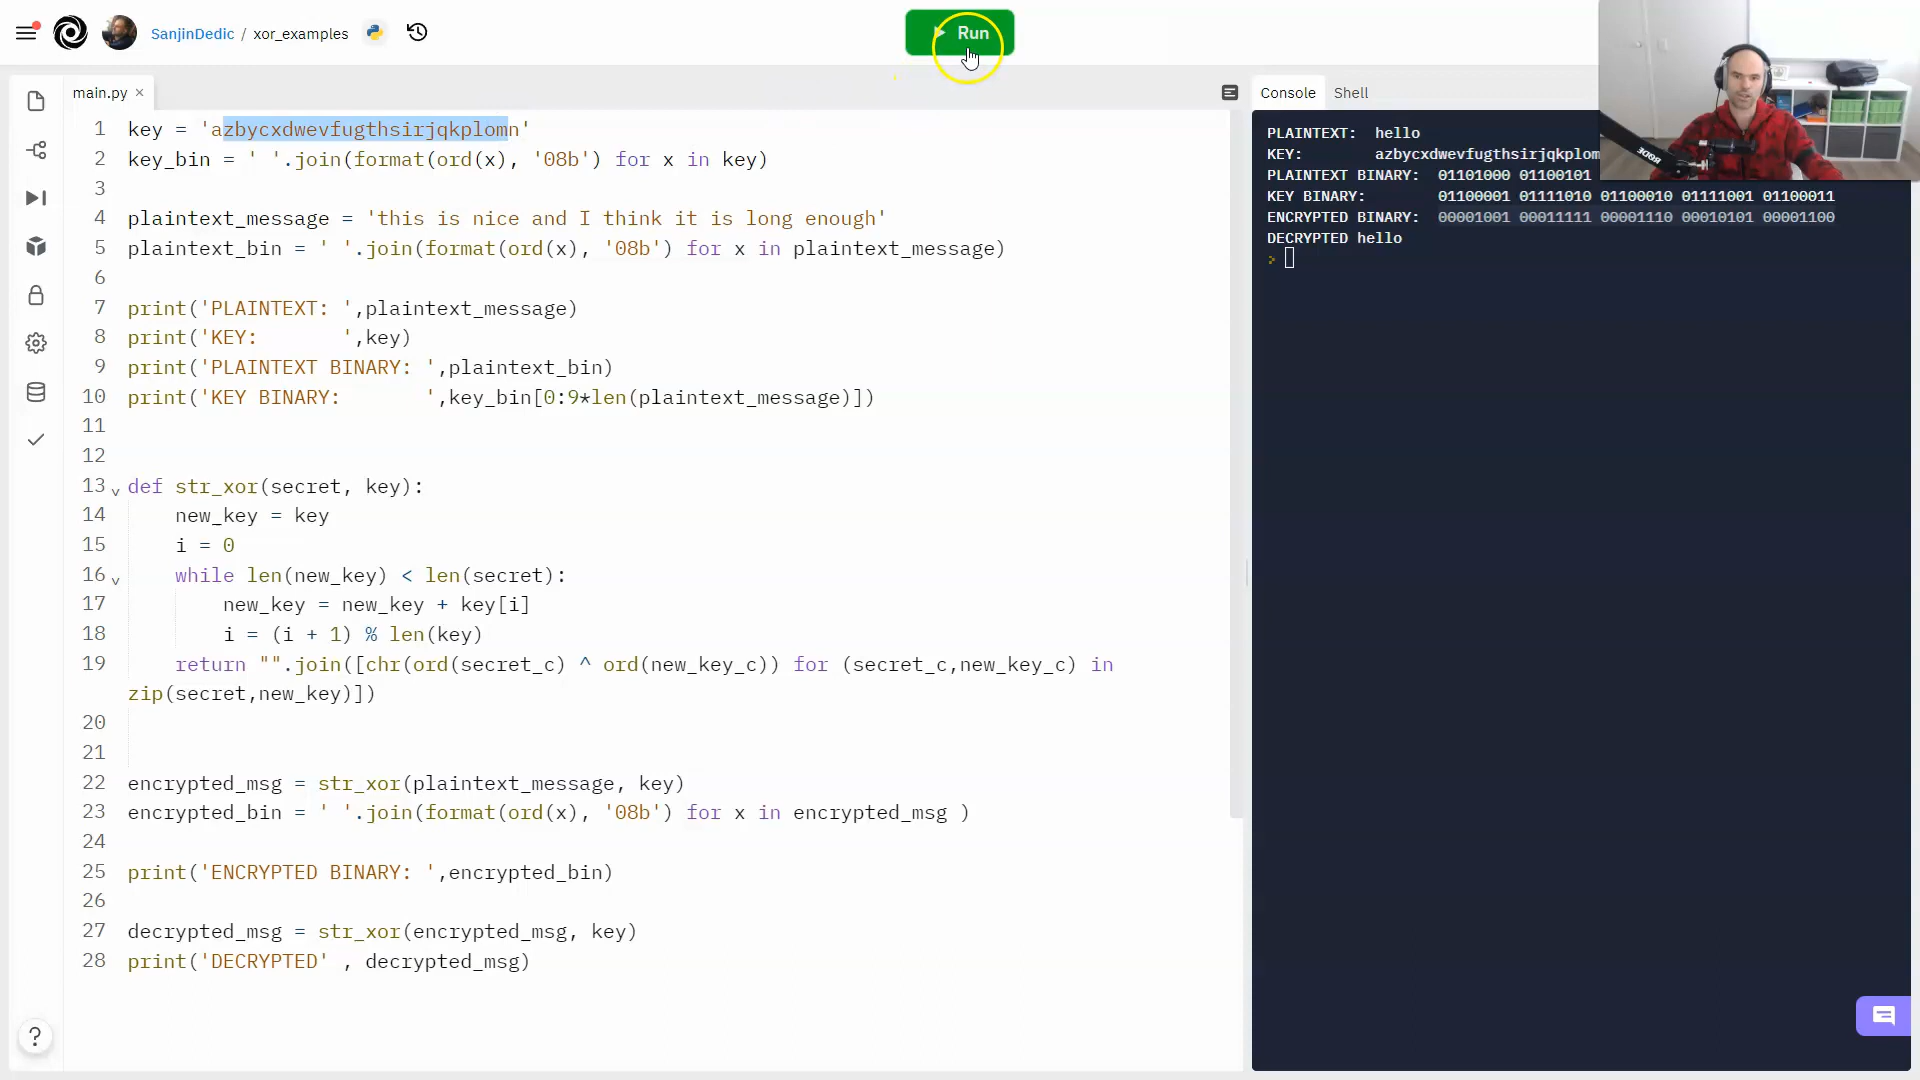 SanjinDedic / xor_examples
Run
main.py ×
Console
Shell
1 key = 'azbycxdwevfugthsirjqkplomn'
2 key_bin = ' '.join(format(ord(x), '08b') for x in key)
3
4 plaintext_message = 'this is nice and I think it is long enough'
5 plaintext_bin = ' '.join(format(ord(x), '08b') for x in plaintext_message)
6
7 print('PLAINTEXT: ',plaintext_message)
8 print('KEY:       ',key)
9 print('PLAINTEXT BINARY: ',plaintext_bin)
10 print('KEY BINARY:       ',key_bin[0:9*len(plaintext_message)])
11
12
13 def str_xor(secret, key):
14     new_key = key
15     i = 0
16     while len(new_key) < len(secret):
17         new_key = new_key + key[i]
18         i = (i + 1) % len(key)
19     return "".join([chr(ord(secret_c) ^ ord(new_key_c)) for (secret_c,new_key_c) in
zip(secret,new_key)])
20
21
22 encrypted_msg = str_xor(plaintext_message, key)
23 encrypted_bin = ' '.join(format(ord(x), '08b') for x in encrypted_msg )
24
25 print('ENCRYPTED BINARY: ',encrypted_bin)
26
27 decrypted_msg = str_xor(encrypted_msg, key)
28 print('DECRYPTED' , decrypted_msg)
?
PLAINTEXT:  hello
KEY:        azbycxdwevfugthsirjqkplom
PLAINTEXT BINARY:  01101000 01100101
KEY BINARY:        01100001 01111010 01100010 01111001 01100011
ENCRYPTED BINARY:  00001001 00011111 00001110 00010101 00001100
DECRYPTED hello
>
RØDE